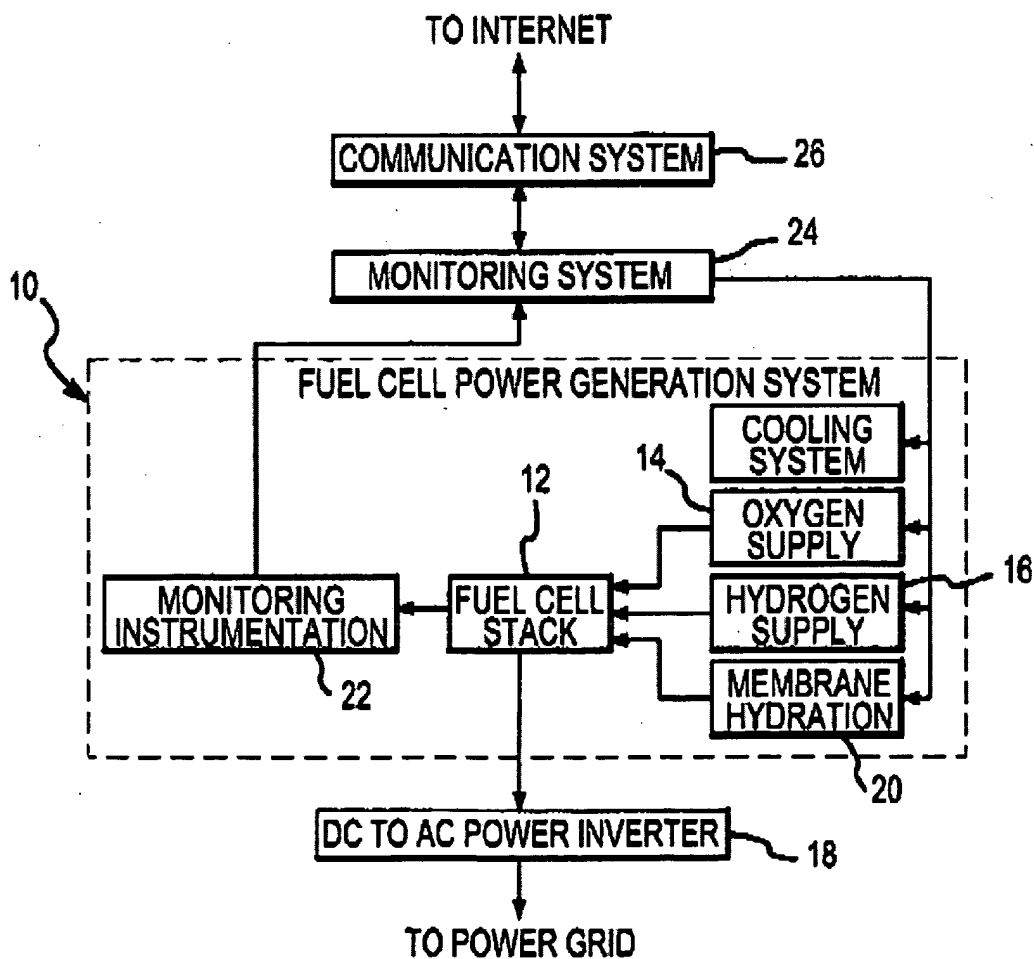 TO INTERNET
COMMUNICATION SYSTEM
26
24
MONITORING SYSTEM
10
FUEL CELL POWER GENERATION SYSTEM
COOLING
SYSTEM
14
OXYGEN
SUPPLY
12
16
HYDROGEN
SUPPLY
MONITORING
INSTRUMENTATION
FUEL CELL
STACK
22
MEMBRANE
HYDRATION
20
DC TO AC POWER INVERTER
18
TO POWER GRID